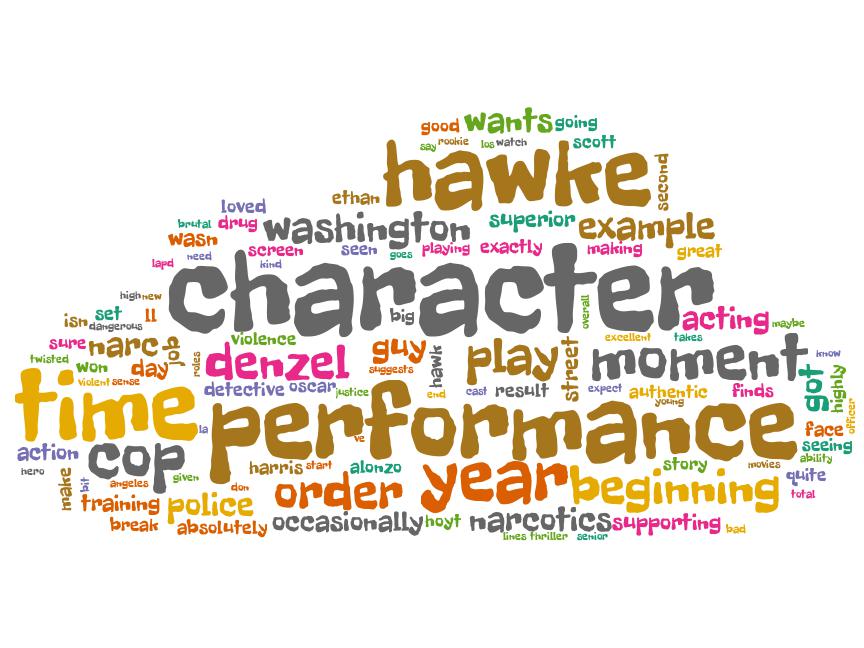 good wants going
say rookie los watch scott
hawke
second
ethan
loved
brutal drug washington superior example
wasn
need screen seen goes playing exactly making great
lapd kind
character
high new
big
overall
isn set ll
dangerous
acting maybe
sure narc job violence guy play street excellent takes
twisted won day roles denzel suggests hawk moment know
violent sense
detective oscar justice end cast result expect authentic finds got highly
young
time la performance
officer
face
action cop ve seeing
hero given harris start alonzo story movies ability
make bit angeles don order year beginning quite
total
training police
break absolutely occasionally hoyt narcotics supporting bad
lines thriller senior